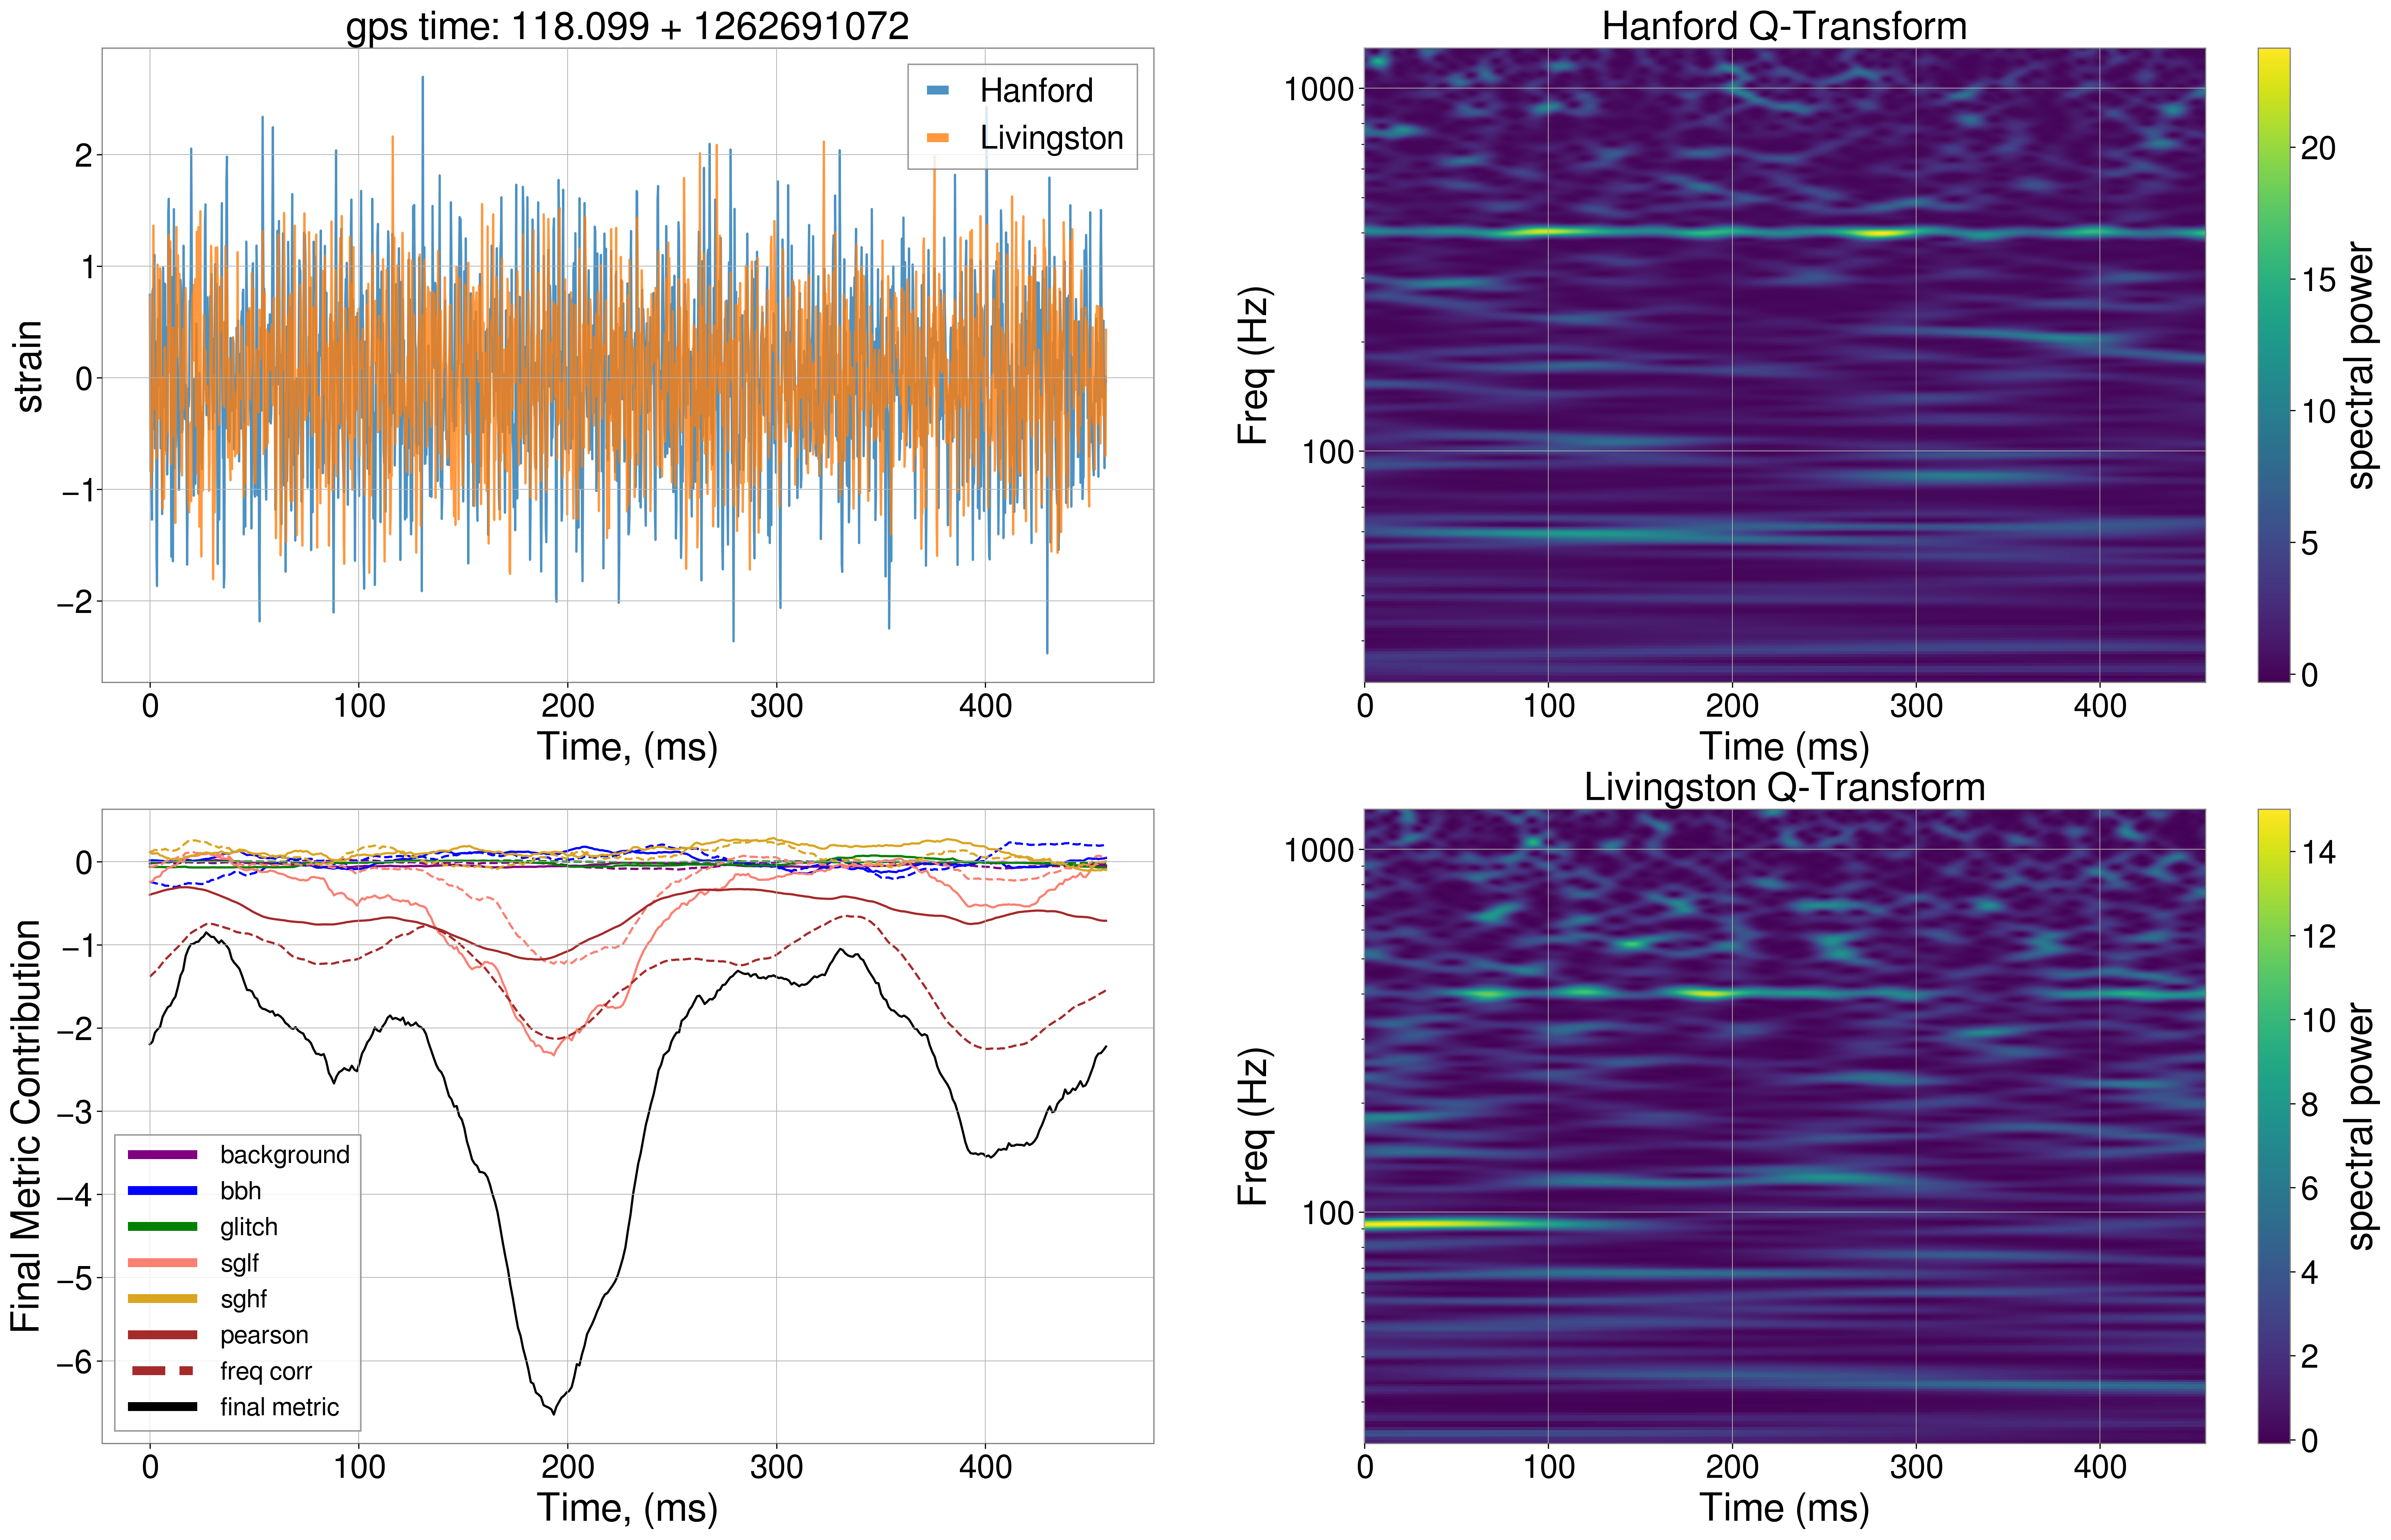 gps time: 118.099 + 1262691072
Hanford
Livingston
strain
2
1
0
−1
−2
0 100 200 300 400
Time, (ms)
Hanford Q-Transform
Freq (Hz)
1000
100
0 100 200 300 400
Time (ms)
20
15
10
5
0
spectral power
Final Metric Contribution
0
−1
−2
−3
−4
−5
−6
background
bbh
glitch
sglf
sghf
pearson
freq corr
final metric
0 100 200 300 400
Time, (ms)
Livingston Q-Transform
Freq (Hz)
1000
100
0 100 200 300 400
Time (ms)
14
12
10
8
6
4
2
0
spectral power